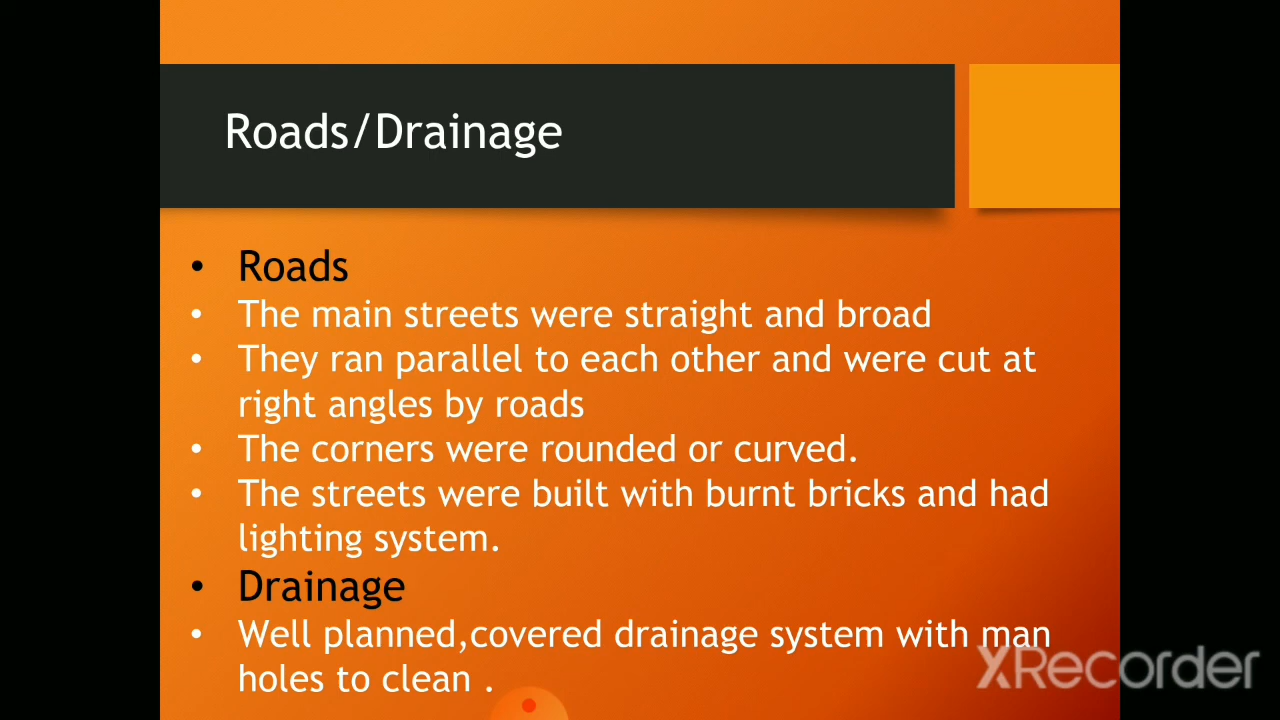 Roads/Drainage
• Roads
• The main streets were straight and broad
• They ran parallel to each other and were cut at
right angles by roads
• The corners were rounded or curved.
• The streets were built with burnt bricks and had
lighting system.
• Drainage
• Well planned,covered drainage system with man
holes to clean .
XRecorder